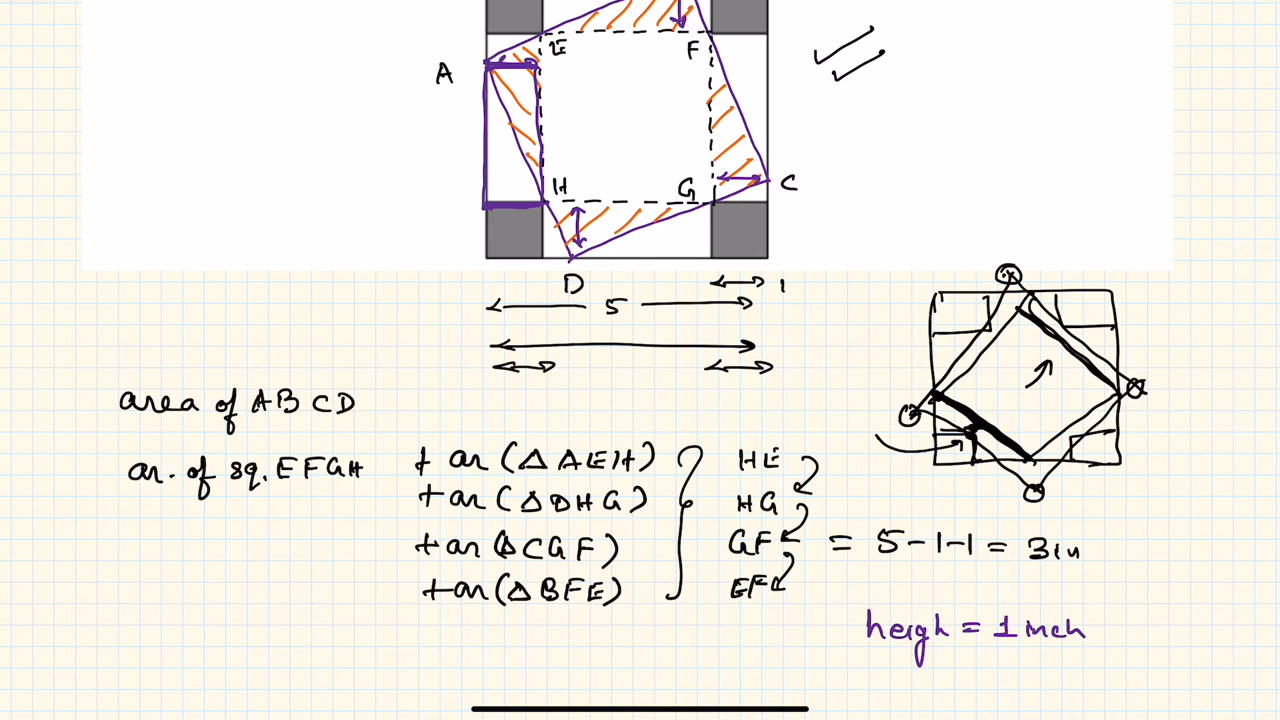 E
F
A
H
G
C
D
1
5
area of ABCD
ar. of sq. EFGH
+ ar(△AEH)
+ ar(△DHG)
+ ar(△CGF)
+ ar(△BFE)
HE
HG
GF = 5-1-1 = 3in
EF
heigh = 1 inch